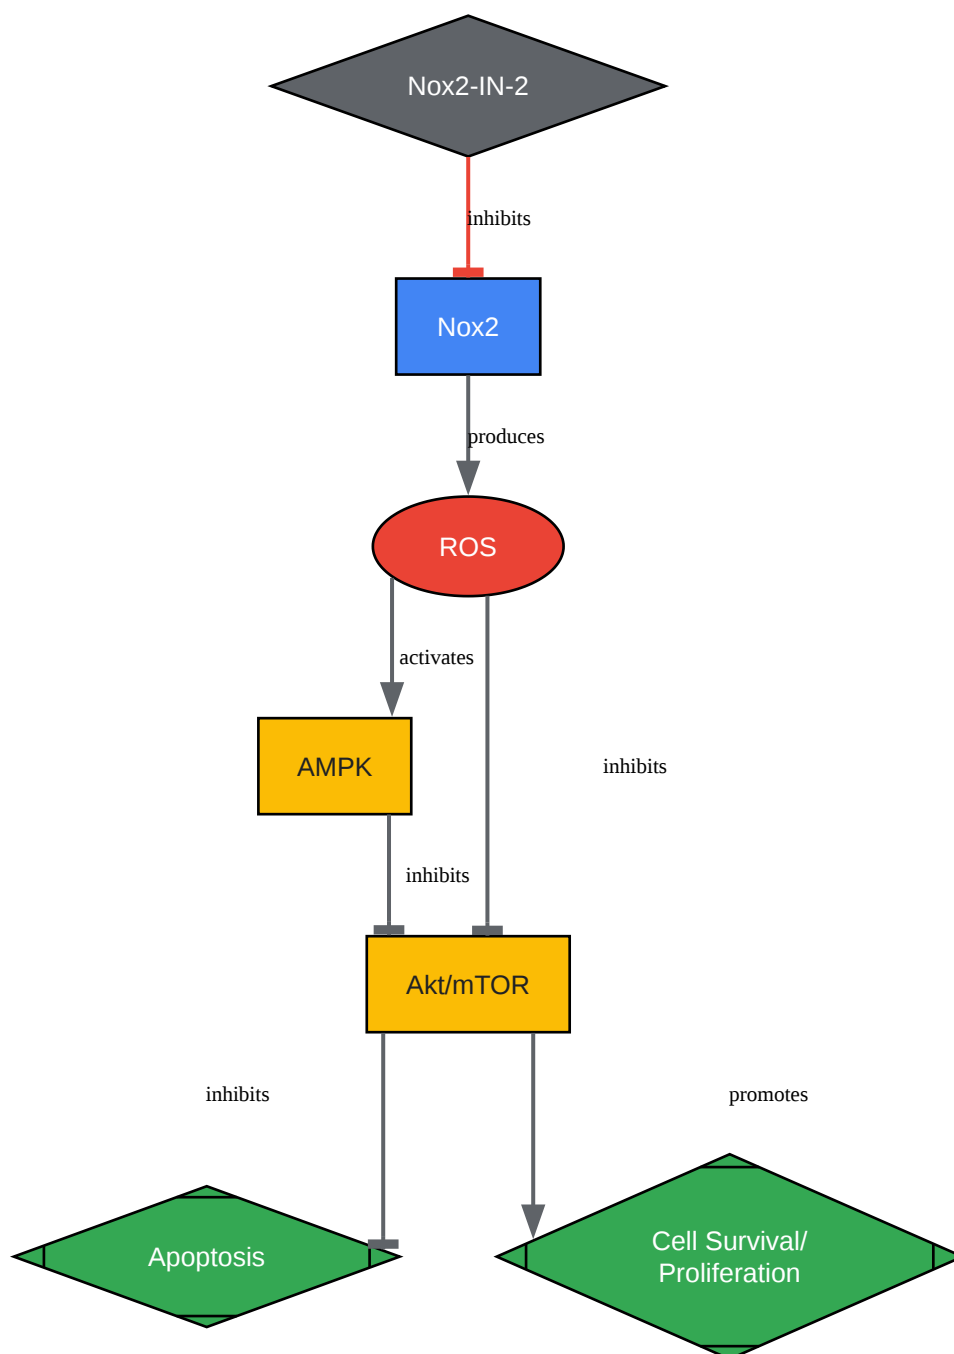 Nox2-IN-2
inhibits
Nox2
produces
ROS
activates
AMPK
inhibits
inhibits
Akt/mTOR
inhibits
promotes
Apoptosis
Cell Survival/
Proliferation